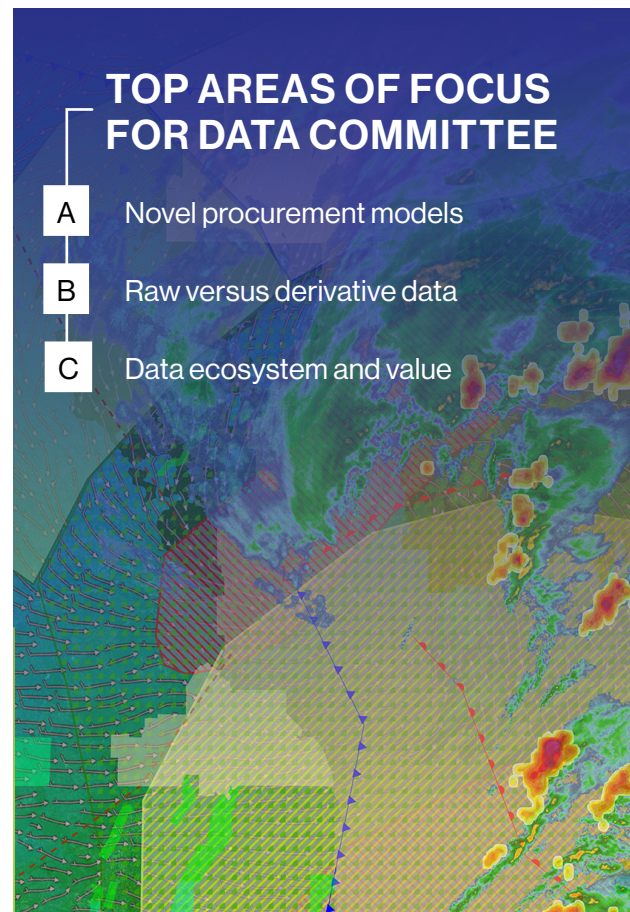 TOP AREAS OF FOCUS
FOR DATA COMMITTEE
A Novel procurement models
B Raw versus derivative data
C Data ecosystem and value